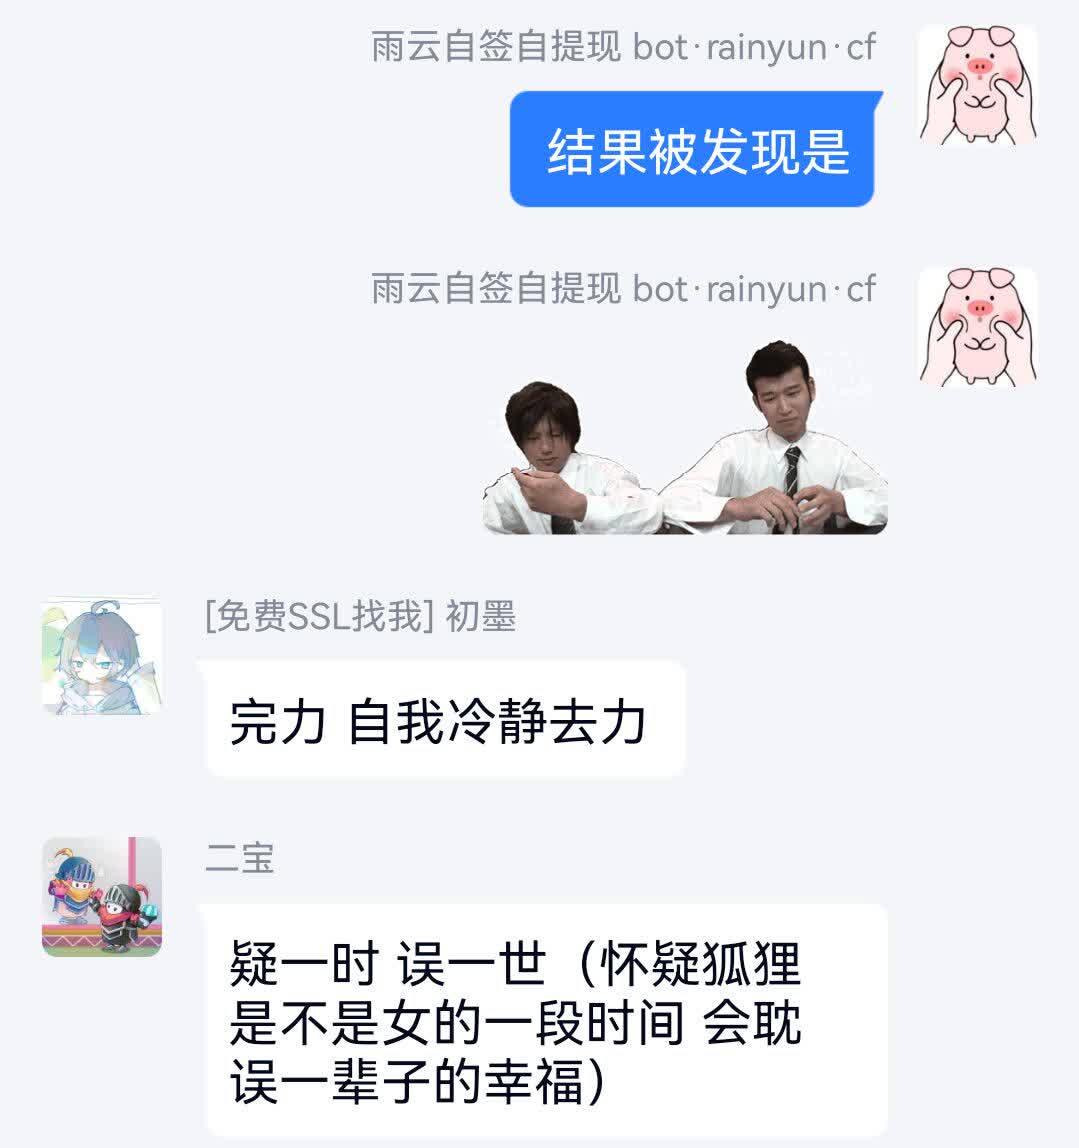 雨云自签自提现 bot·rainyun·cf
结果被发现是
雨云自签自提现 bot·rainyun·cf
[免费SSL找我] 初墨
完力 自我冷静去力
二宝
疑一时 误一世（怀疑狐狸
是不是女的一段时间 会耽
误一辈子的幸福）